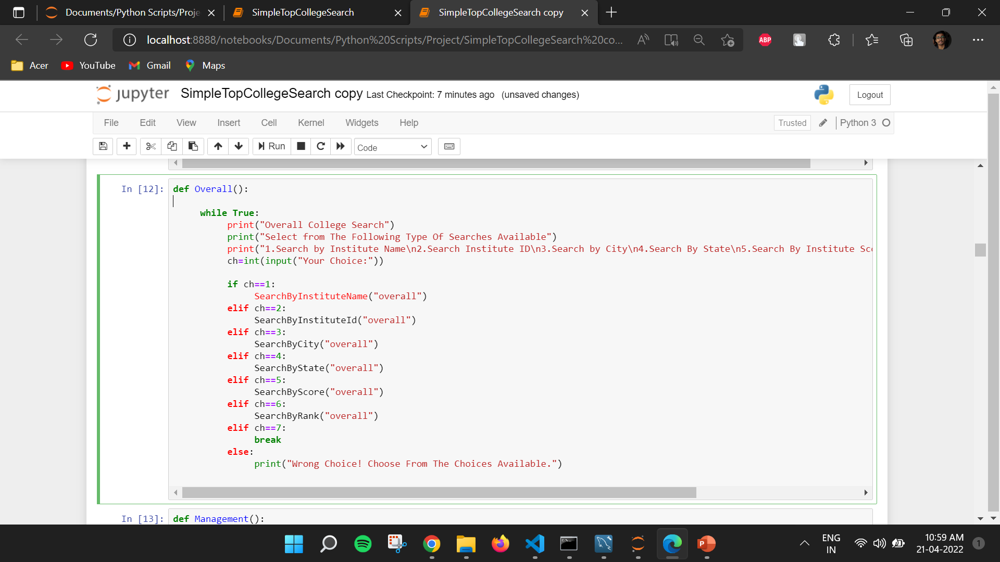 Documents/Python Scripts/Proje
SimpleTopCollegeSearch
SimpleTopCollegeSearch copy
localhost:8888/notebooks/Documents/Python%20Scripts/Project/SimpleTopCollegeSearch%20co...
ABP
Acer YouTube Gmail Maps
jupyter SimpleTopCollegeSearch copy Last Checkpoint: 7 minutes ago (unsaved changes)
Logout
File Edit View Insert Cell Kernel Widgets Help
Trusted Python 3
Run Code
In [12]: def Overall():
while True:
print("Overall College Search")
print("Select from The Following Type Of Searches Available")
print("1.Search by Institute Name\n2.Search Institute ID\n3.Search by City\n4.Search By State\n5.Search By Institute Sc
ch=int(input("Your Choice:"))
if ch==1:
SearchByInstituteName("overall")
elif ch==2:
SearchByInstituteId("overall")
elif ch==3:
SearchByCity("overall")
elif ch==4:
SearchByState("overall")
elif ch==5:
SearchByScore("overall")
elif ch==6:
SearchByRank("overall")
elif ch==7:
break
else:
print("Wrong Choice! Choose From The Choices Available.")
In [13]: def Management():
ENG
IN
10:59 AM
21-04-2022
1